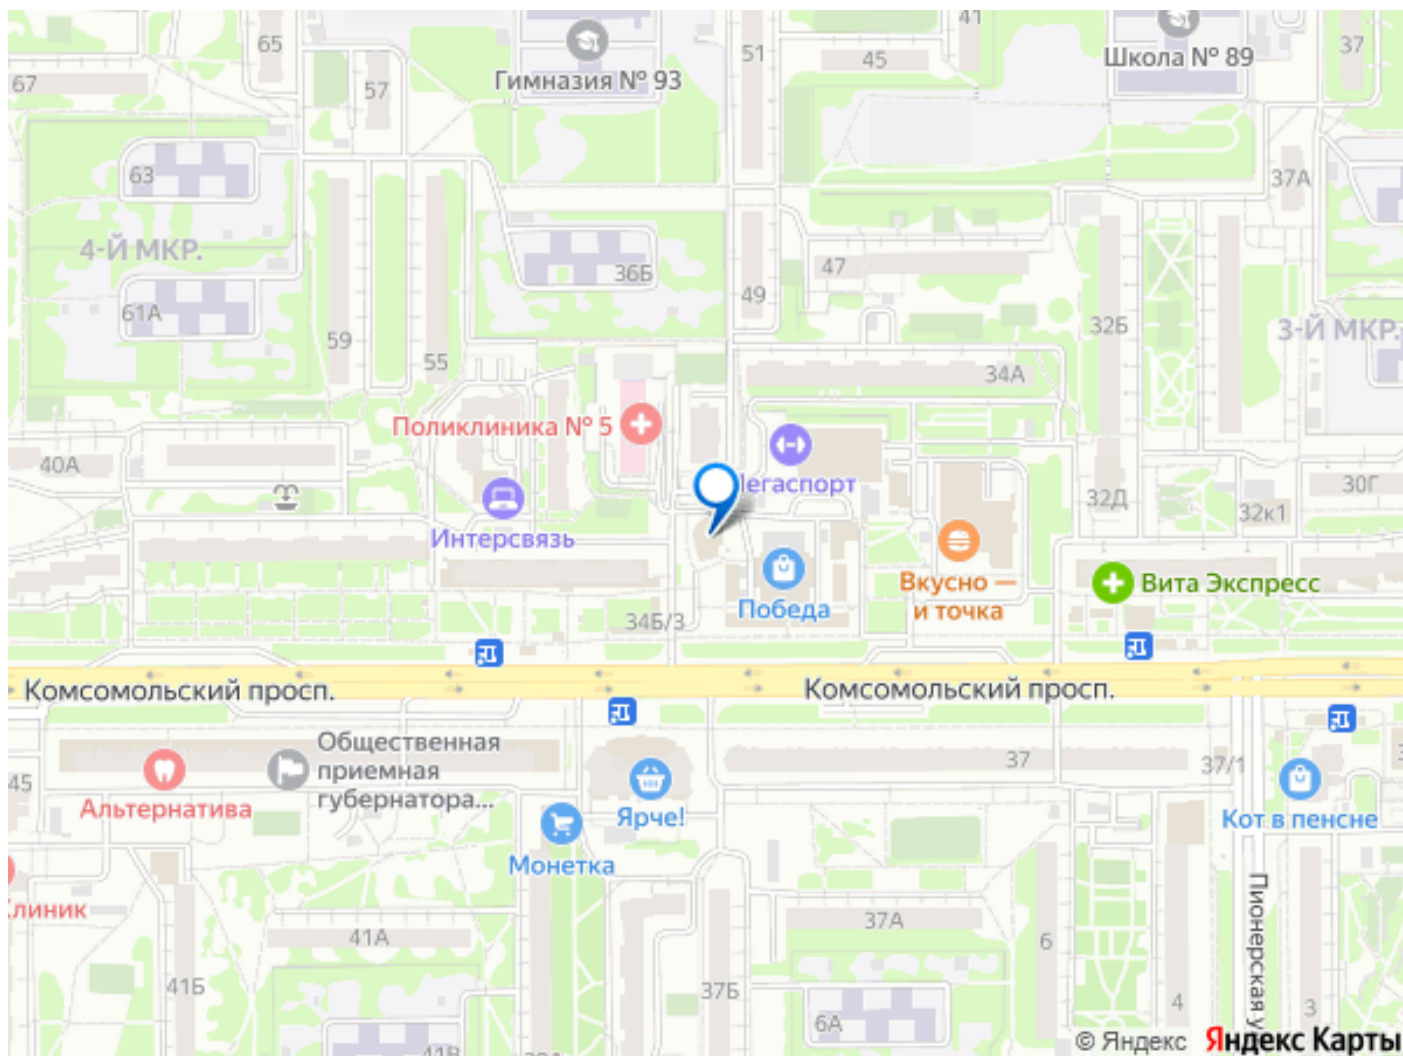 65
51
41
45
37
Школа № 89
Гимназия № 93
67
57
63
37А
4-Й МКР.
36Б
47
49
61А
59
55
32Б
3-Й МКР.
34А
Поликлиника № 5
40А
егаспорт
32Д
30Г
32к1
Интерсвязь
Вкусно —
и точка
Победа
Вита Экспресс
34Б/3
Комсомольский просп.
Комсомольский просп.
Общественная
приемная
губернатора...
45
Альтернатива
Ярче!
37
37/1
Кот в пенсне
Монетка
линик
41А
37А
6
Пионерская у
41Б
37Б
6А
4
3
41В
© Яндекс Яндекс Карты